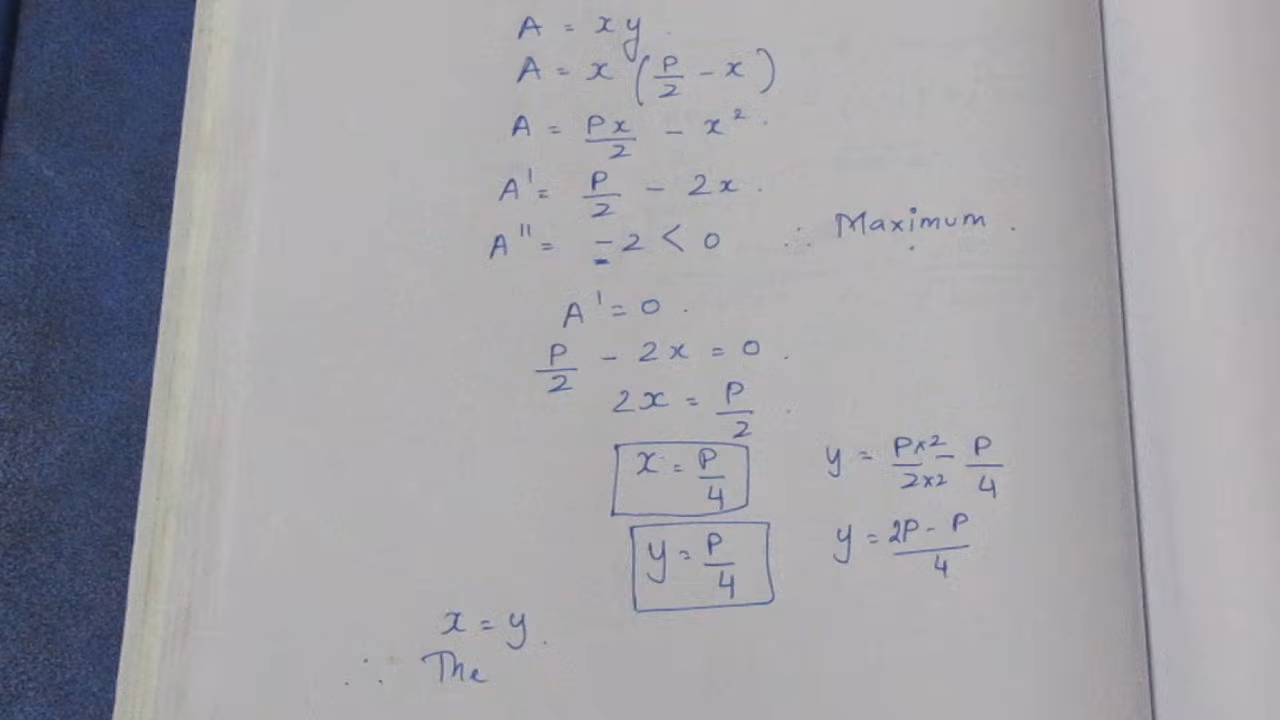 A = xy
A = x (P/2 - x)
A = Px/2 - x².
A' = P/2 - 2x.
A'' = -2 < 0 ∴ Maximum.
A' = 0.
P/2 - 2x = 0.
2x = P/2.
x = P/4 y = P×2/2×2 - P/4
y = P/4 y = 2P - P/4
x = y.
∴ The